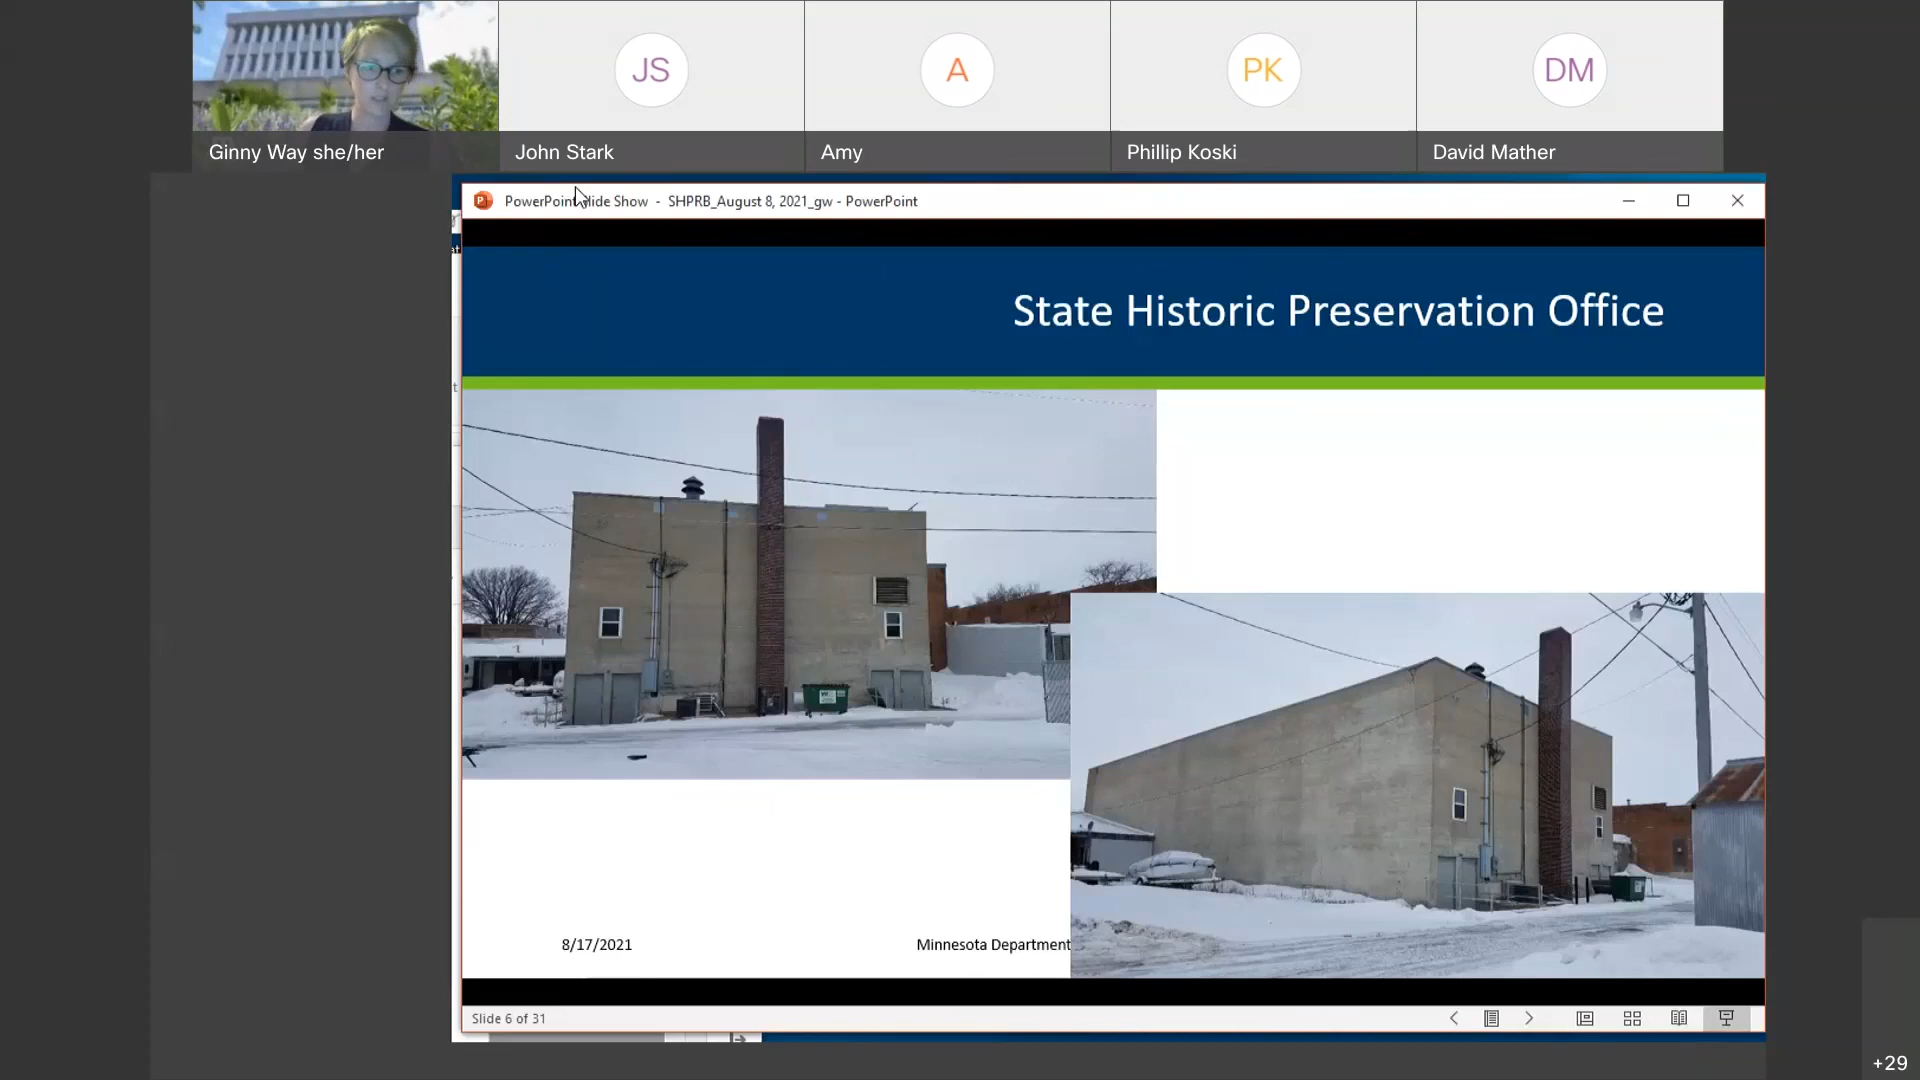 JS
A
PK
DM
Ginny Way she/her
John Stark
Amy
Phillip Koski
David Mather
PowerPoint Slide Show - SHPRB_August 8, 2021_gw - PowerPoint
State Historic Preservation Office
8/17/2021
Minnesota Department
Slide 6 of 31
+29